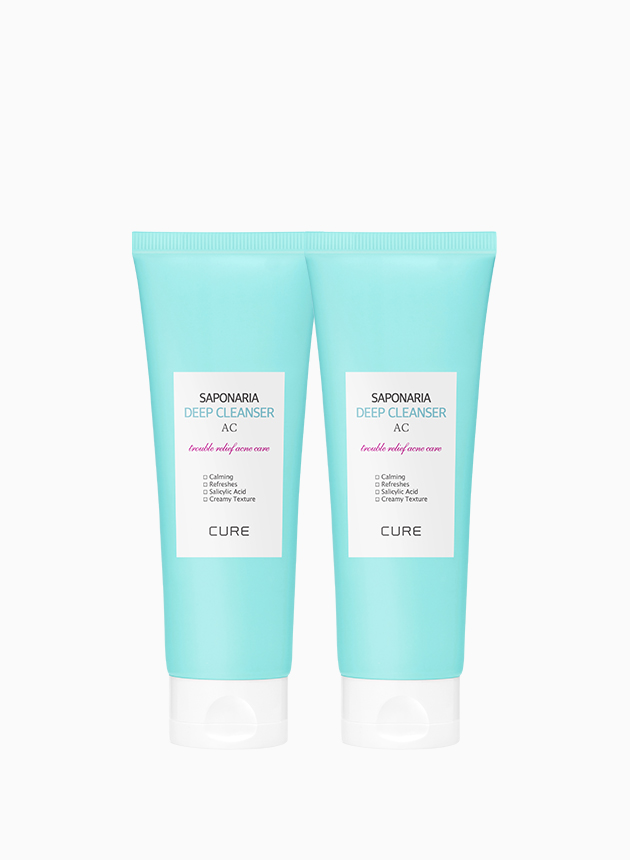 SAPONARIA
DEEP CLEANSER
AC
trouble relief acne care
□ Calming
□ Refreshes
□ Salicylic Acid
□ Creamy Texture
CURE
SAPONARIA
DEEP CLEANSER
AC
trouble relief acne care
□ Calming
□ Refreshes
□ Salicylic Acid
□ Creamy Texture
CURE